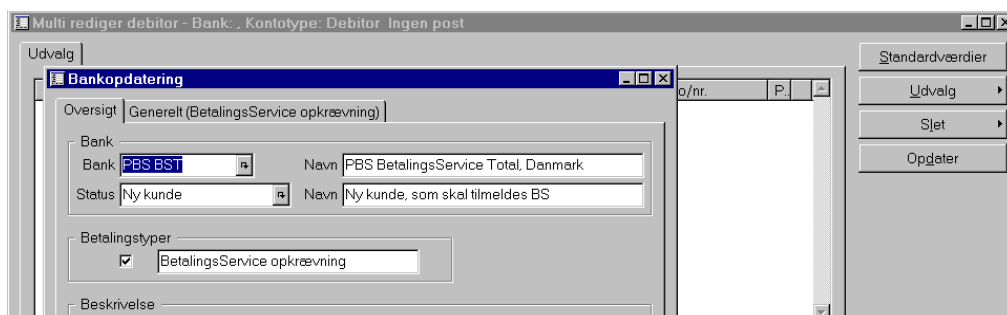 Multi rediger debitor - Bank: , Kontotype: Debitor Ingen post
Udvalg
Standardværdier
Bankopdatering
o/nr. P..
Udvalg
Oversigt Generelt (BetalingsService opkrævning)
Slet
Bank
Bank PBS BST Navn PBS BetalingsService Total, Danmark
Opdater
Status Ny kunde Navn Ny kunde, som skal tilmeldes BS
Betalingstyper
BetalingsService opkrævning
Beskrivelse